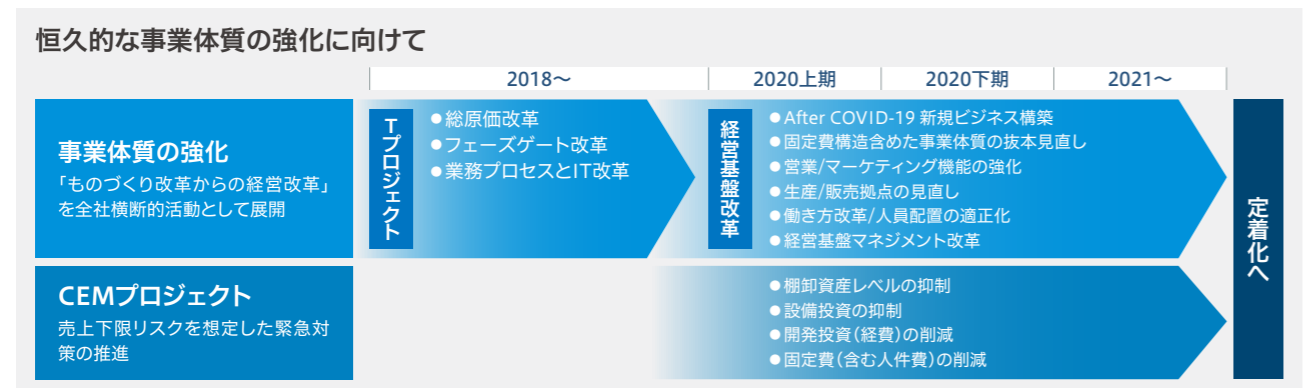 恒久的な事業体質の強化に向けて
2018〜
2020上期
2020下期
2021〜
事業体質の強化
「ものづくり改革からの経営改革」
を全社横断的活動として展開
Tプロジェクト
●総原価改革
●フェーズゲート改革
●業務プロセスとIT改革
経営基盤改革
●After COVID-19 新規ビジネス構築
●固定費構造含めた事業体質の抜本見直し
●営業/マーケティング機能の強化
●生産/販売拠点の見直し
●働き方改革/人員配置の適正化
●経営基盤マネジメント改革
CEMプロジェクト
売上下限リスクを想定した緊急対
策の推進
●棚卸資産レベルの抑制
●設備投資の抑制
●開発投資(経費)の削減
●固定費(含む人件費)の削減
定着化へ